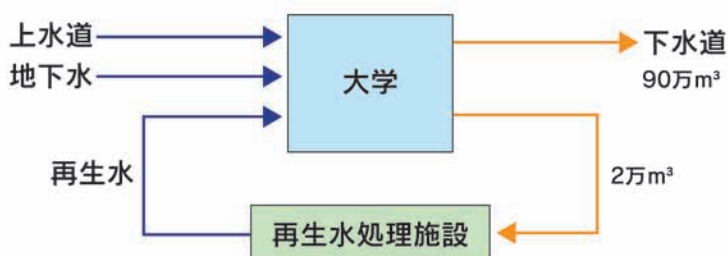 上水道
地下水
大学
下水道
90万m³
再生水
2万m³
再生水処理施設